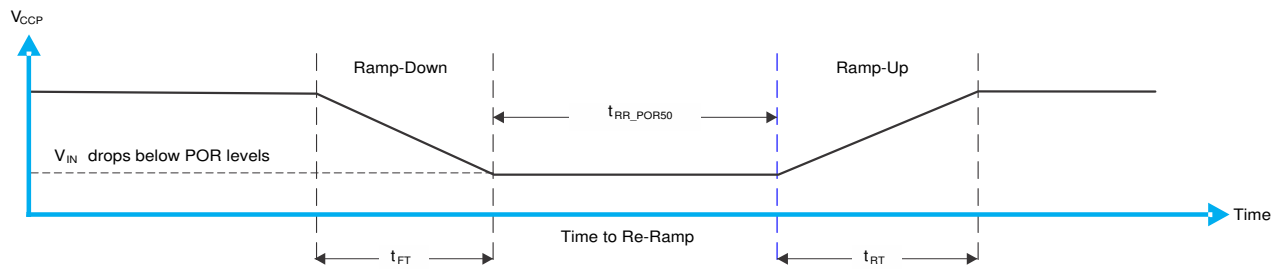 VCCP
Ramp-Down
Ramp-Up
tRR_POR50
VIN drops below POR levels
Time
Time to Re-Ramp
tFT
tRT